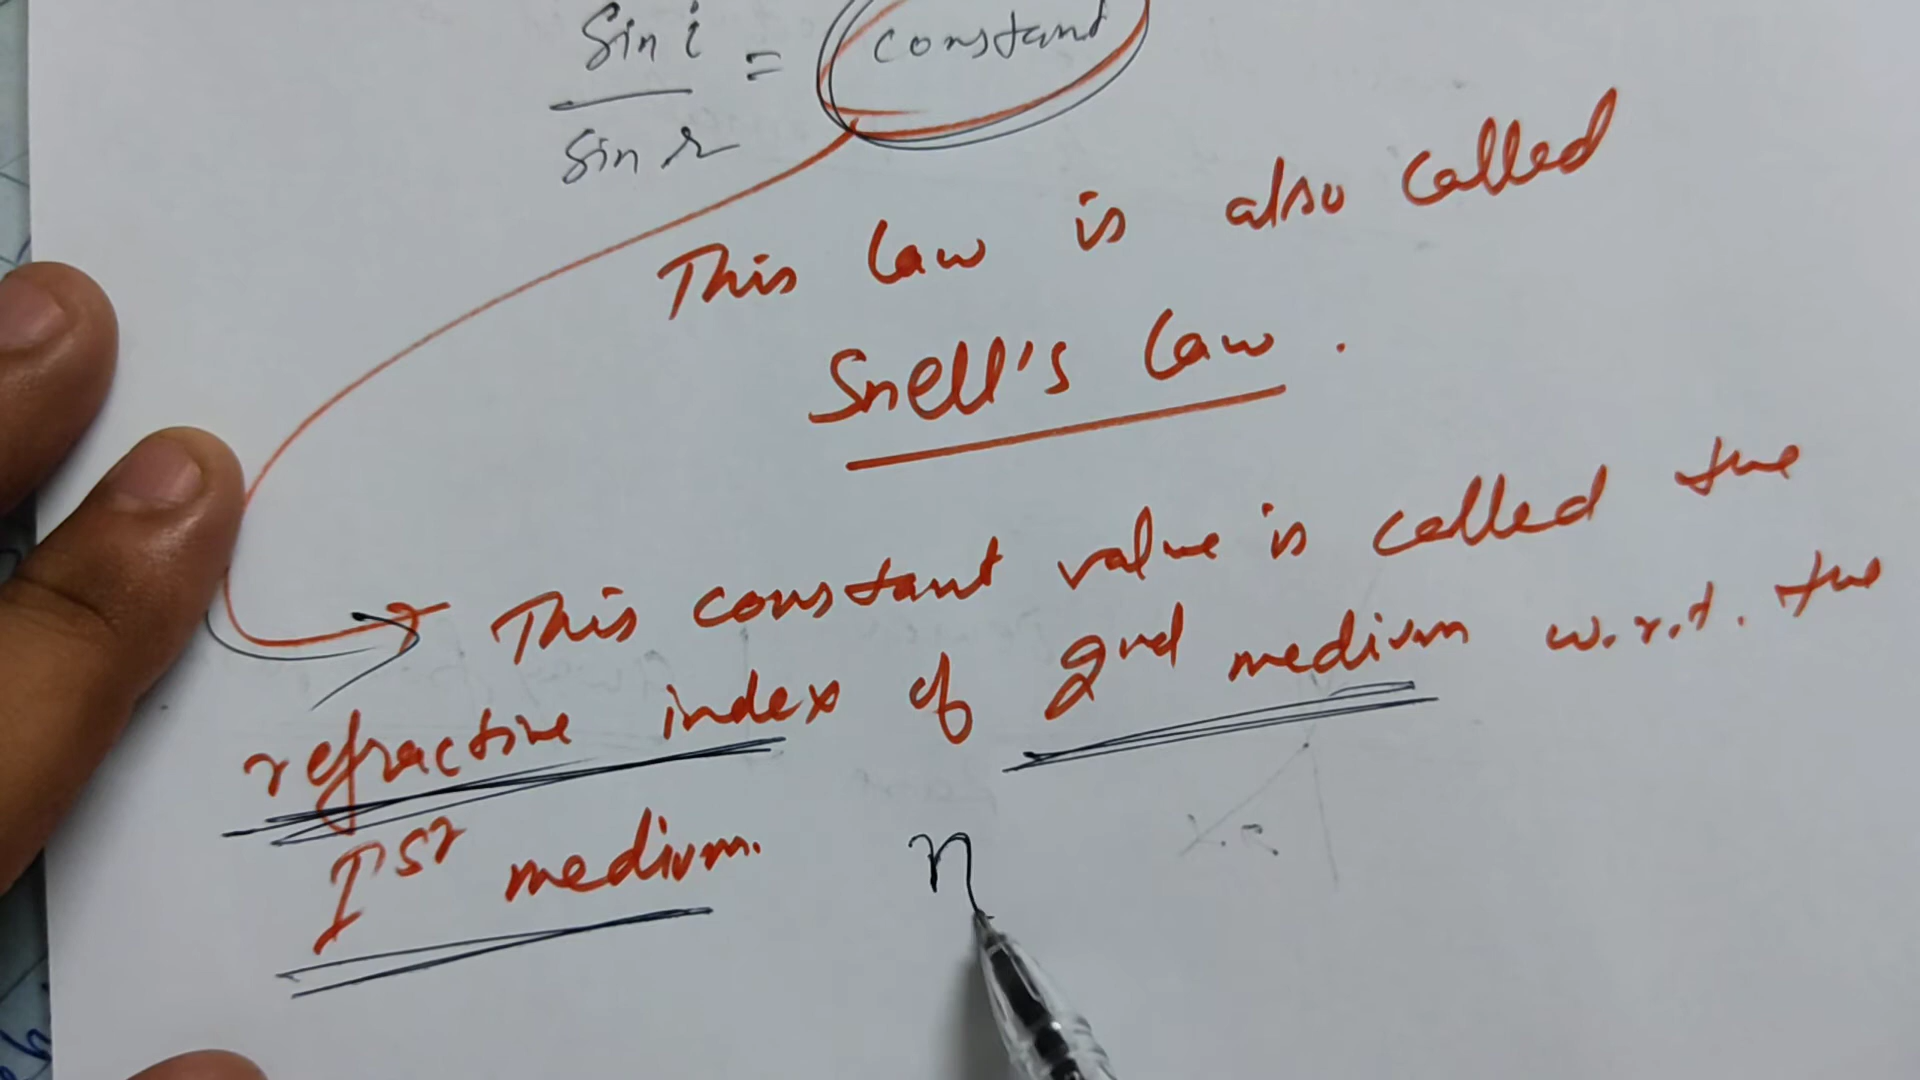 sin i
= constant
sin r
This law is also called
Snell's law.
This constant value is called the
refractive index of 2nd medium w.r.t. the
Ist medium.
n